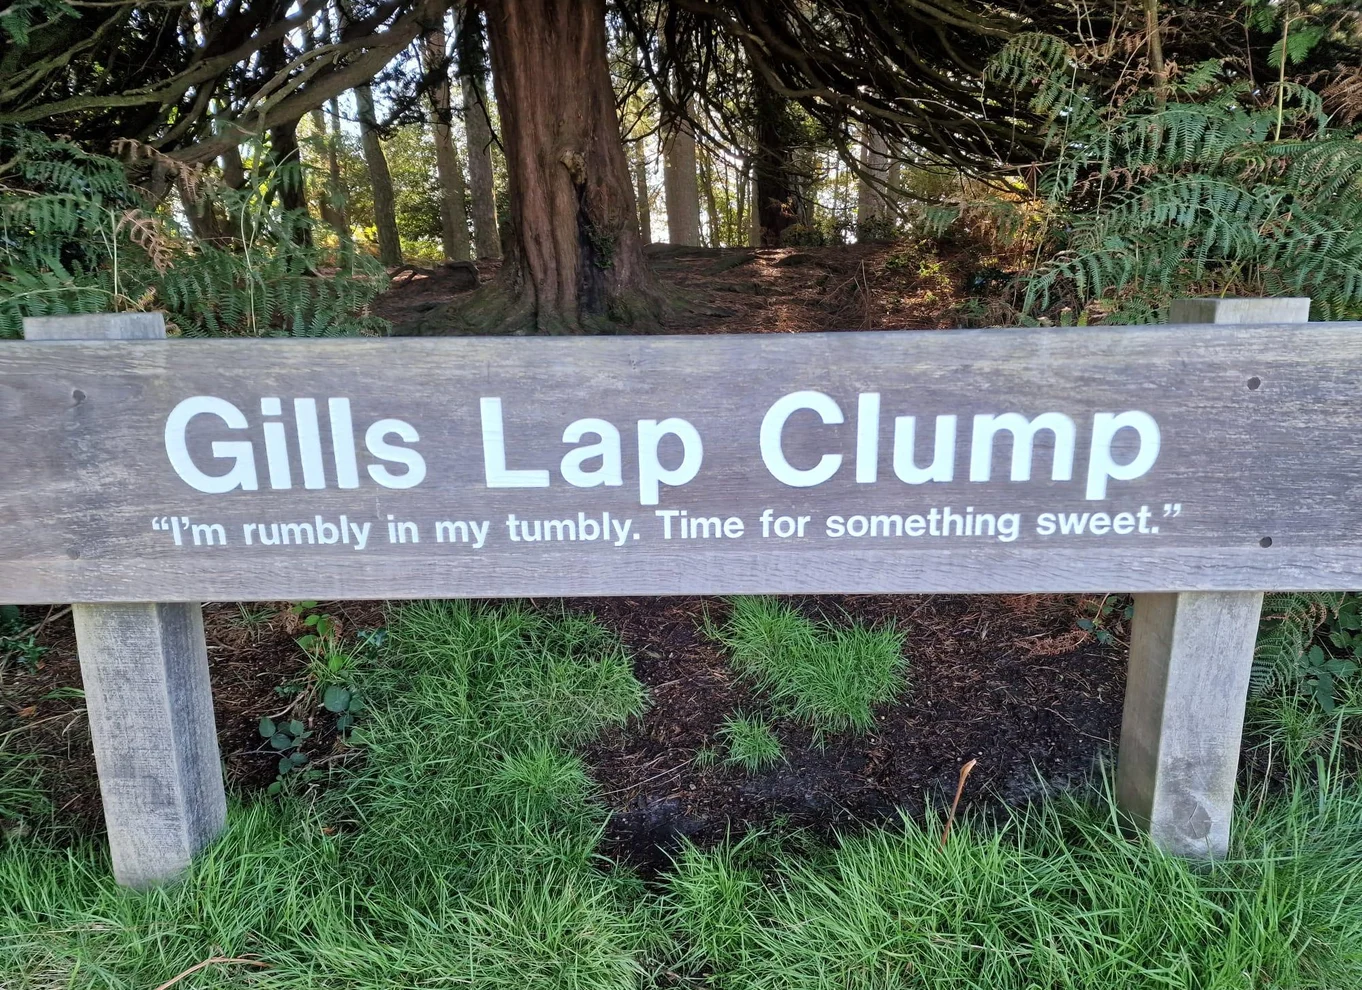 Gills Lap Clump
“I’m rumbly in my tumbly. Time for something sweet.”